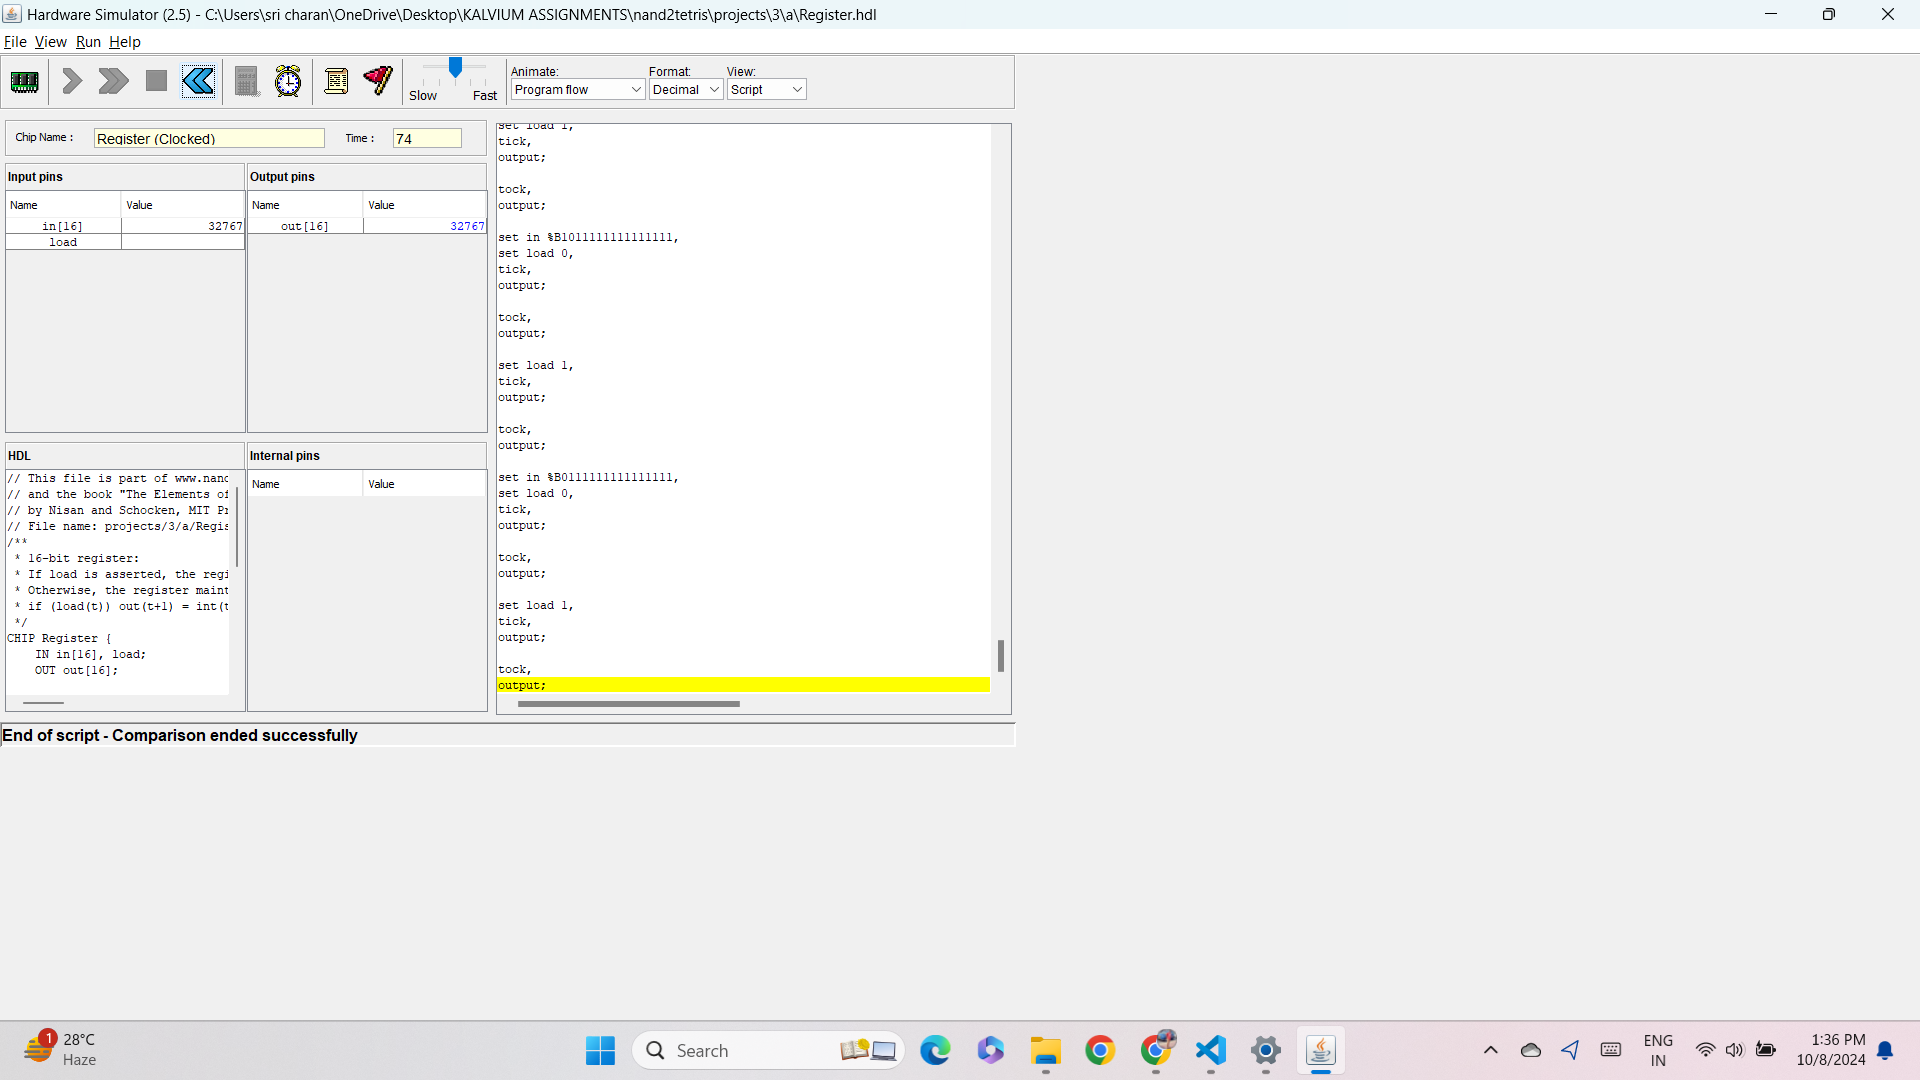 Hardware Simulator (2.5) - C:\Users\sri charan\OneDrive\Desktop\KALVIUM ASSIGNMENTS\nand2tetris\projects\3\a\Register.hdl
File View Run Help
Slow Fast
Animate: Format: View:
Program flow Decimal Script
Chip Name : Register (Clocked) Time : 74
Input pins
Name Value
in[16] 32767
load
Output pins
Name Value
out[16] 32767
HDL
// This file is part of www.nand
// and the book "The Elements of
// by Nisan and Schocken, MIT Pr
// File name: projects/3/a/Regis
/**
* 16-bit register:
* If load is asserted, the regi
* Otherwise, the register maint
* if (load(t)) out(t+1) = int(t
*/
CHIP Register {
IN in[16], load;
OUT out[16];
Internal pins
Name Value
set load 1,
tick,
output;
tock,
output;
set in %B1011111111111111,
set load 0,
tick,
output;
tock,
output;
set load 1,
tick,
output;
tock,
output;
set in %B0111111111111111,
set load 0,
tick,
output;
tock,
output;
set load 1,
tick,
output;
tock,
output;
End of script - Comparison ended successfully
1
28°C
Haze
Search
ENG
IN
1:36 PM
10/8/2024